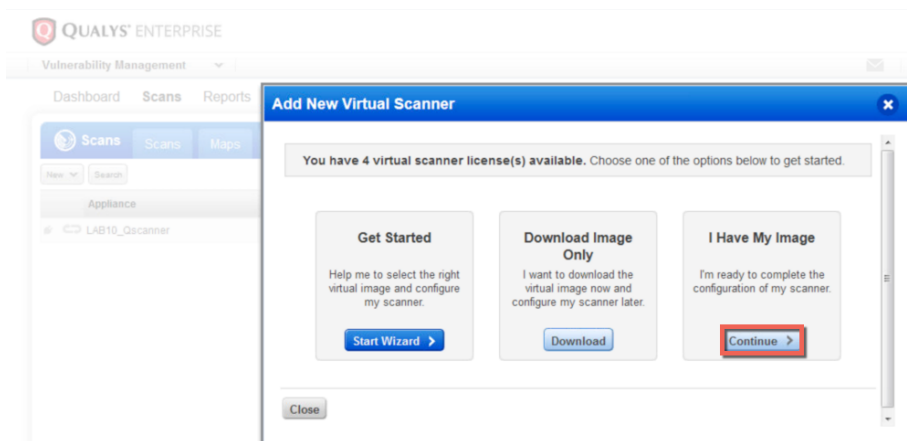 QUALYS® ENTERPRISE
Vulnerability Management
Dashboard Scans Reports
Add New Virtual Scanner
Scans Scans Maps
You have 4 virtual scanner license(s) available. Choose one of the options below to get started.
New Search
Appliance
LAB10_Qscanner
Get Started
Help me to select the right
virtual image and configure
my scanner.
Start Wizard
Download Image
Only
I want to download the
virtual image now and
configure my scanner later.
Download
I Have My Image
I'm ready to complete the
configuration of my scanner.
Continue
Close